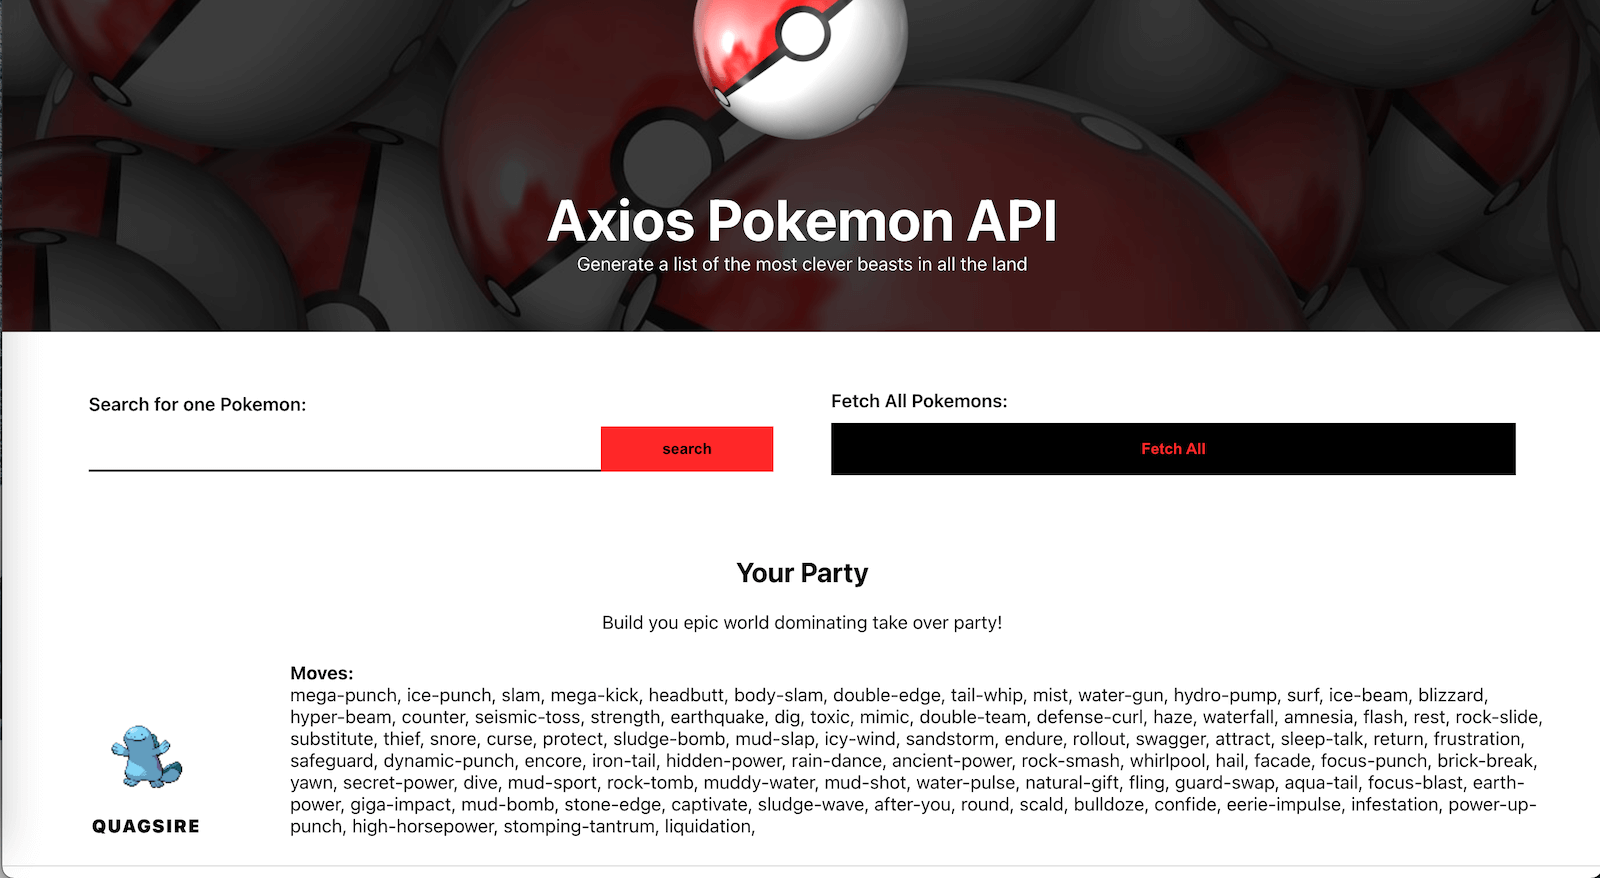 Axios Pokemon API
Generate a list of the most clever beasts in all the land
Search for one Pokemon:
search
Fetch All Pokemons:
Fetch All
Your Party
Build you epic world dominating take over party!
Moves:
mega-punch, ice-punch, slam, mega-kick, headbutt, body-slam, double-edge, tail-whip, mist, water-gun, hydro-pump, surf, ice-beam, blizzard,
hyper-beam, counter, seismic-toss, strength, earthquake, dig, toxic, mimic, double-team, defense-curl, haze, waterfall, amnesia, flash, rest, rock-slide,
substitute, thief, snore, curse, protect, sludge-bomb, mud-slap, icy-wind, sandstorm, endure, rollout, swagger, attract, sleep-talk, return, frustration,
safeguard, dynamic-punch, encore, iron-tail, hidden-power, rain-dance, ancient-power, rock-smash, whirlpool, hail, facade, focus-punch, brick-break,
yawn, secret-power, dive, mud-sport, rock-tomb, muddy-water, mud-shot, water-pulse, natural-gift, fling, guard-swap, aqua-tail, focus-blast, earth-
power, giga-impact, mud-bomb, stone-edge, captivate, sludge-wave, after-you, round, scald, bulldoze, confide, eerie-impulse, infestation, power-up-
punch, high-horsepower, stomping-tantrum, liquidation,
QUAGSIRE